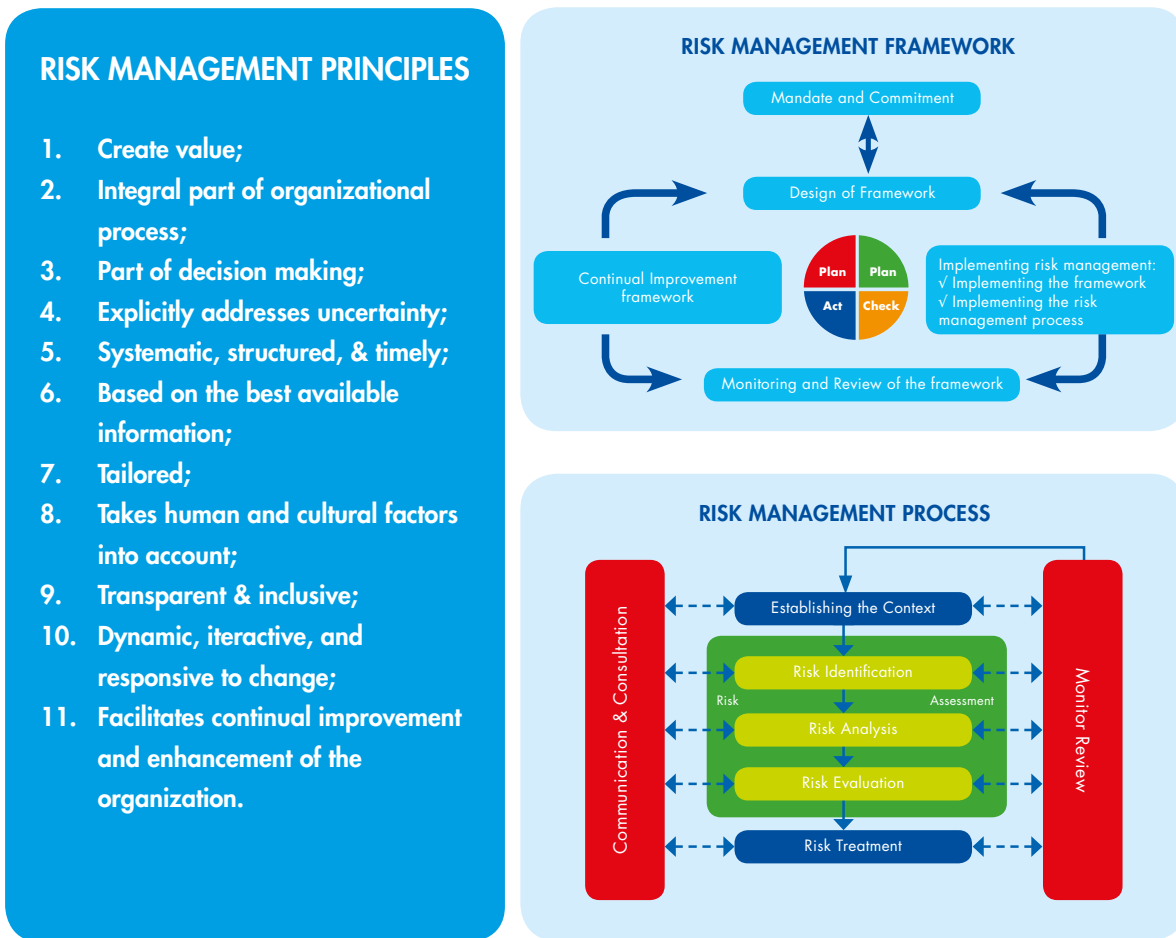 RISK MANAGEMENT PRINCIPLES
1. Create value;
2. Integral part of organizational
process;
3. Part of decision making;
4. Explicitly addresses uncertainty;
5. Systematic, structured, & timely;
6. Based on the best available
information;
7. Tailored;
8. Takes human and cultural factors
into account;
9. Transparent & inclusive;
10. Dynamic, iteractive, and
responsive to change;
11. Facilitates continual improvement
and enhancement of the
organization.
RISK MANAGEMENT FRAMEWORK
Mandate and Commitment
Design of Framework
Continual Improvement
framework
Plan
Plan
Act
Check
Implementing risk management:
√ Implementing the framework
√ Implementing the risk
management process
Monitoring and Review of the framework
RISK MANAGEMENT PROCESS
Communication & Consultation
Establishing the Context
Risk Identification
Risk
Assessment
Risk Analysis
Risk Evaluation
Risk Treatment
Monitor Review